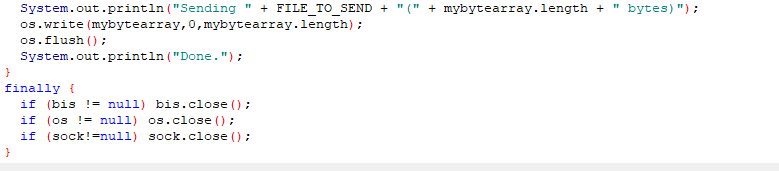 System.out.println("Sending " + FILE_TO_SEND + "(" + mybytearray.length + " bytes)");
os.write(mybytearray,0,mybytearray.length);
os.flush();
System.out.println("Done.");
}
finally {
if (bis != null) bis.close();
if (os != null) os.close();
if (sock!=null) sock.close();
}